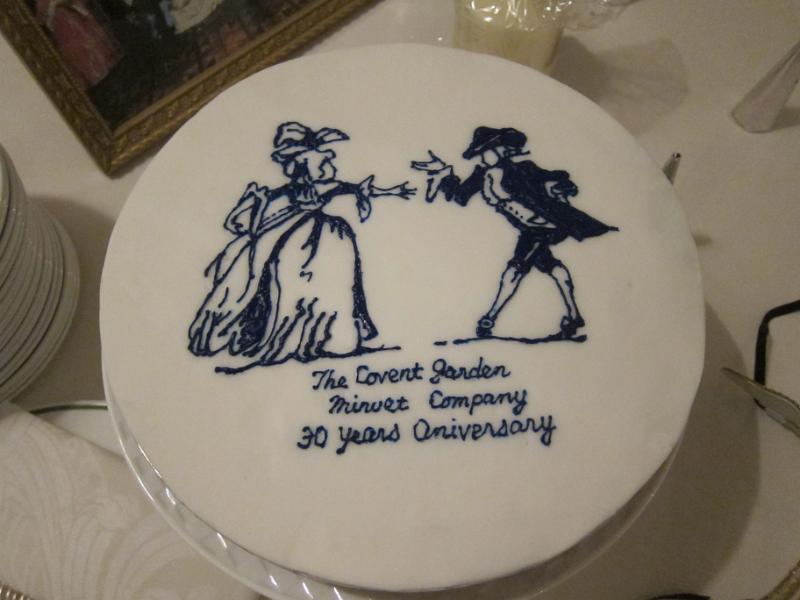 The Covent Garden
Minuet Company
30 years Aniversary